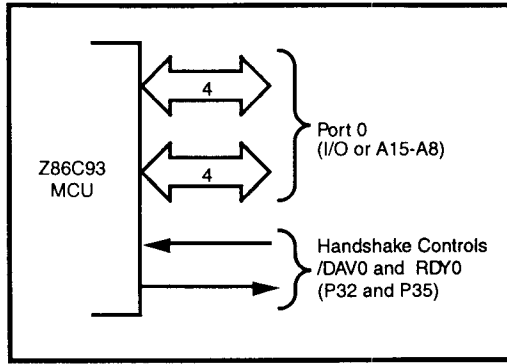 4
Port 0
(I/O or A15-A8)
Z86C93
MCU
4
Handshake Controls
/DAV0 and RDY0
(P32 and P35)